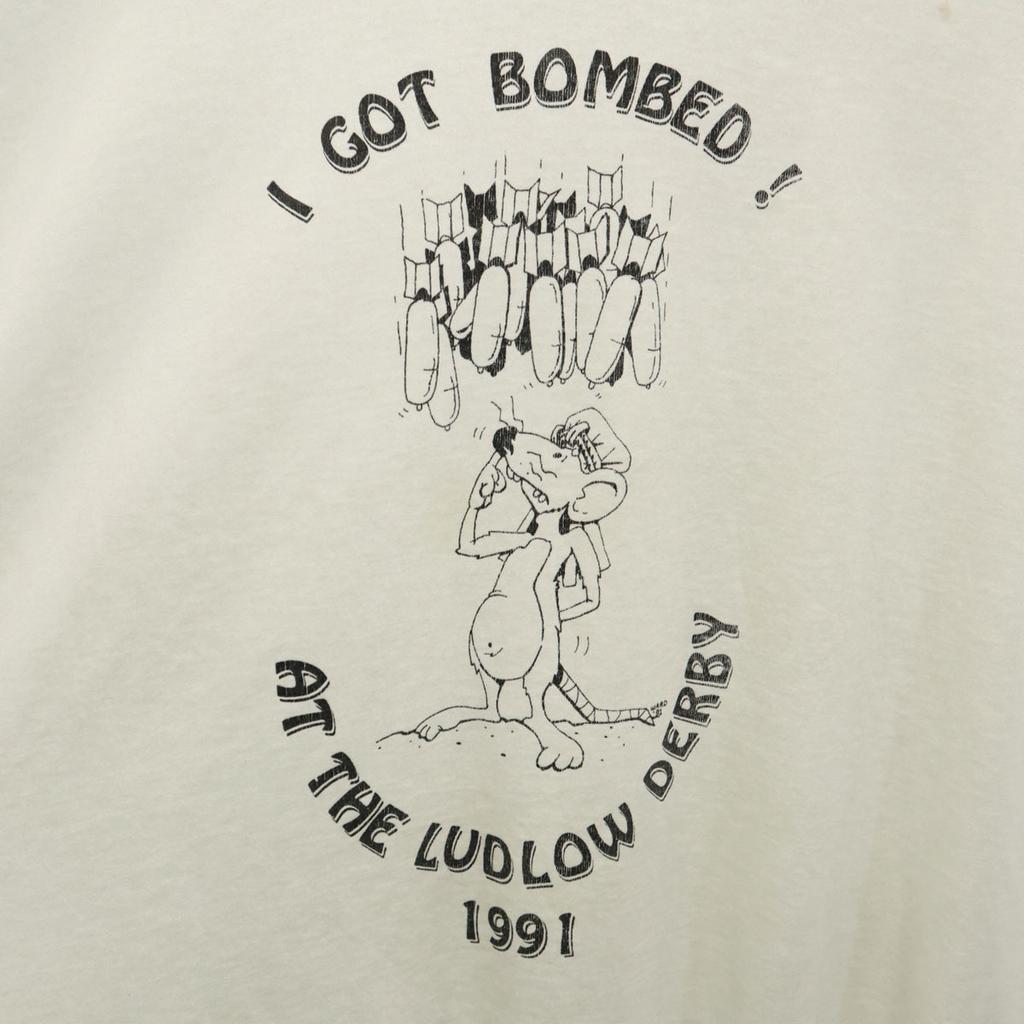 I GOT BOMBED!
AT THE LUDLOW DERBY
1991